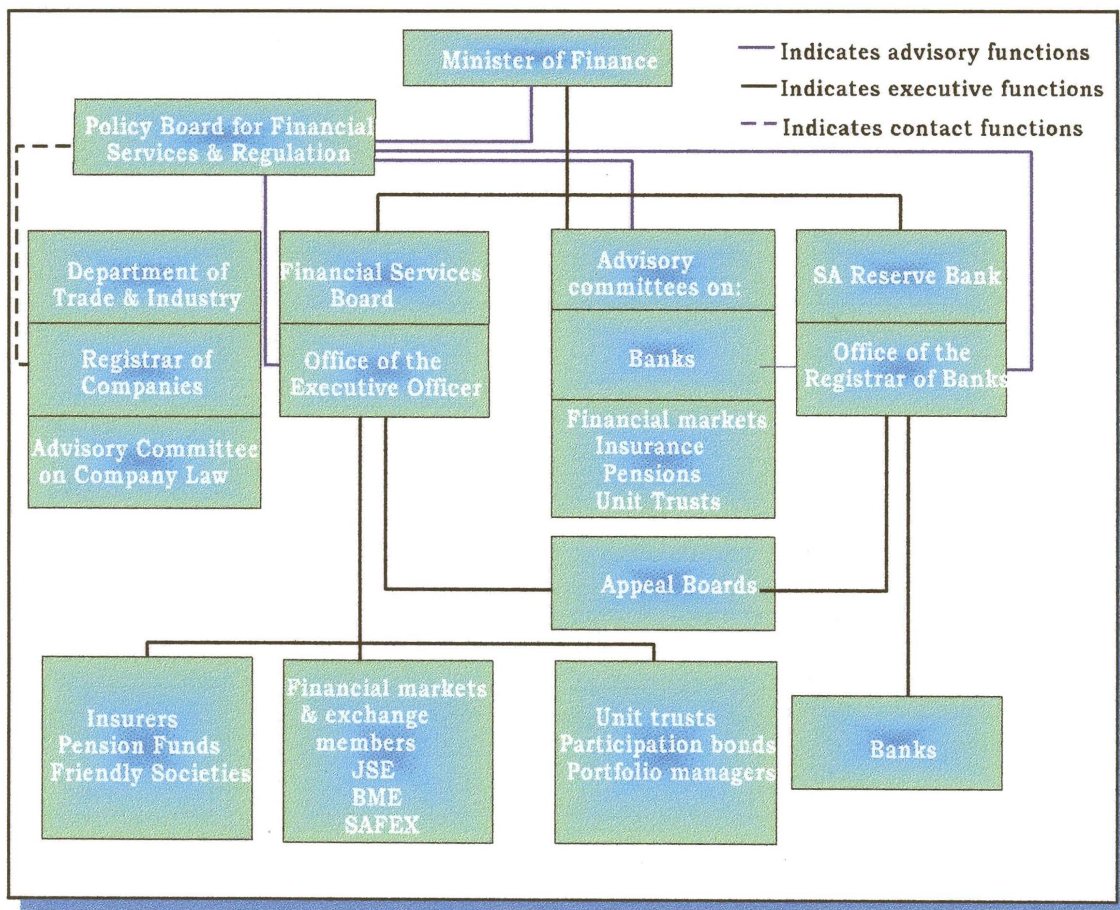 Minister of Finance
Indicates advisory functions
Indicates executive functions
Indicates contact functions
Policy Board for Financial
Services & Regulation
Department of
Trade & Industry
Registrar of
Companies
Advisory Committee
on Company Law
Financial Services
Board
Office of the
Executive Officer
Advisory
committees on:
Banks
Financial markets
Insurance
Pensions
Unit Trusts
SA Reserve Bank
Office of the
Registrar of Banks
Appeal Boards
Insurers
Pension Funds
Friendly Societies
Financial markets
& exchange
members
JSE
BME
SAFEX
Unit trusts
Participation bonds
Portfolio managers
Banks